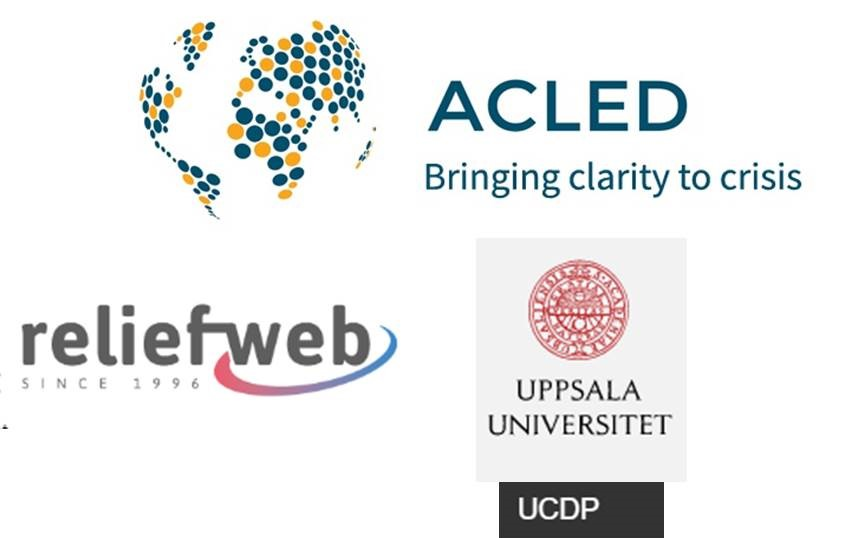 ACLED
Bringing clarity to crisis
reliefweb
SINCE 1996
UPPSALA
UNIVERSITET
UCDP